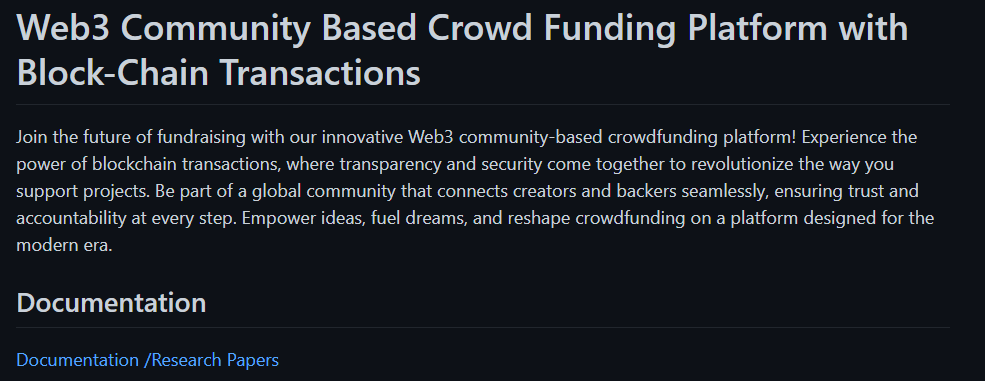 Web3 Community Based Crowd Funding Platform with
Block-Chain Transactions
Join the future of fundraising with our innovative Web3 community-based crowdfunding platform! Experience the
power of blockchain transactions, where transparency and security come together to revolutionize the way you
support projects. Be part of a global community that connects creators and backers seamlessly, ensuring trust and
accountability at every step. Empower ideas, fuel dreams, and reshape crowdfunding on a platform designed for the
modern era.
Documentation
Documentation /Research Papers